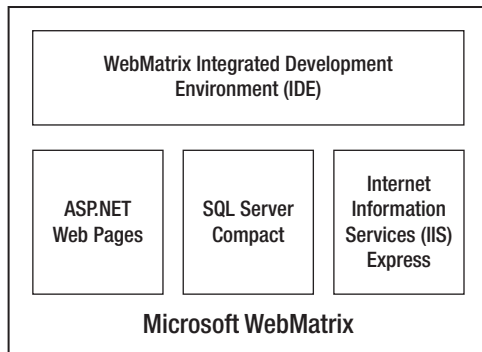 WebMatrix Integrated Development
Environment (IDE)
ASP.NET
Web Pages
SQL Server
Compact
Internet
Information
Services (IIS)
Express
Microsoft WebMatrix